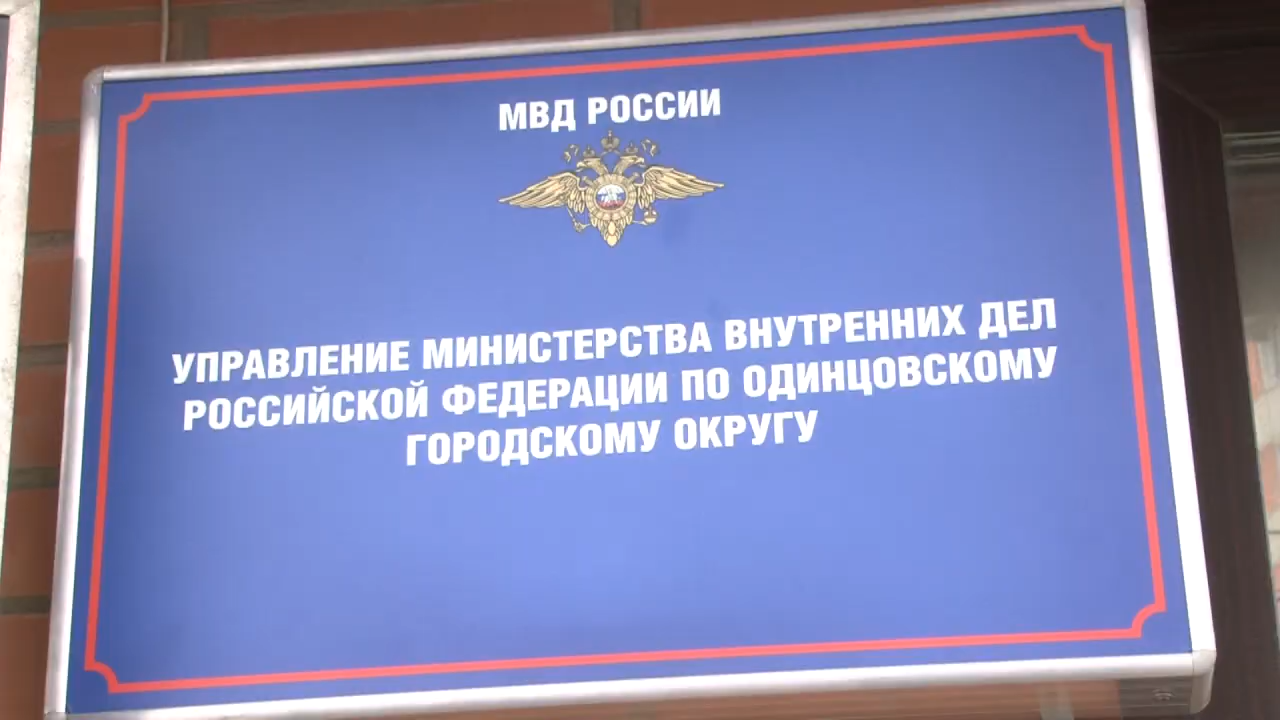 МВД РОССИИ
УПРАВЛЕНИЕ МИНИСТЕРСТВА ВНУТРЕННИХ ДЕЛ
РОССИЙСКОЙ ФЕДЕРАЦИИ ПО ОДИНЦОВСКОМУ
ГОРОДСКОМУ ОКРУГУ